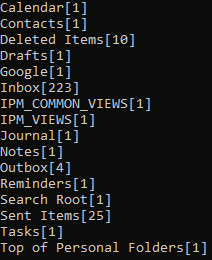 Calendar[1]
Contacts[1]
Deleted Items[10]
Drafts[1]
Google[1]
Inbox[223]
IPM_COMMON_VIEWS[1]
IPM_VIEWS[1]
Journal[1]
Notes[1]
Outbox[4]
Reminders[1]
Search Root[1]
Sent Items[25]
Tasks[1]
Top of Personal Folders[1]